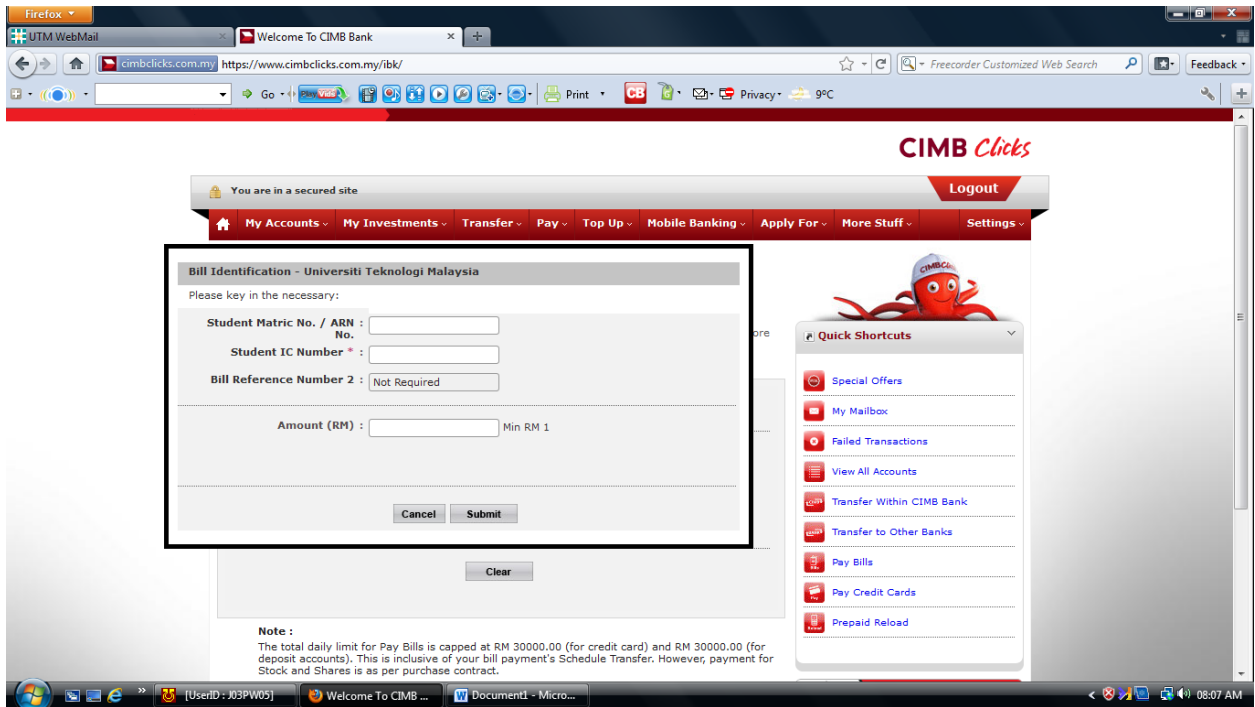 Firefox
UTM WebMail
Welcome To CIMB Bank
cimbclicks.com.my https://www.cimbclicks.com.my/ibk/
Freecorder Customized Web Search
Feedback
Go
Print
CB
Privacy
9°C
CIMB Clicks
You are in a secured site
Logout
My Accounts My Investments Transfer Pay Top Up Mobile Banking Apply For More Stuff Settings
Bill Identification - Universiti Teknologi Malaysia
Please key in the necessary:
Student Matric No. / ARN :
No.
Student IC Number * :
Bill Reference Number 2 : Not Required
Amount (RM) : Min RM 1
Cancel Submit
ore
Clear
Note :
The total daily limit for Pay Bills is capped at RM 30000.00 (for credit card) and RM 30000.00 (for
deposit accounts). This is inclusive of your bill payment's Schedule Transfer. However, payment for
Stock and Shares is as per purchase contract.
Quick Shortcuts
Special Offers
My Mailbox
Failed Transactions
View All Accounts
Transfer Within CIMB Bank
Transfer to Other Banks
Pay Bills
Pay Credit Cards
Prepaid Reload
[UserID : J03PW05] Welcome To CIMB ... Document1 - Micro... 08:07 AM